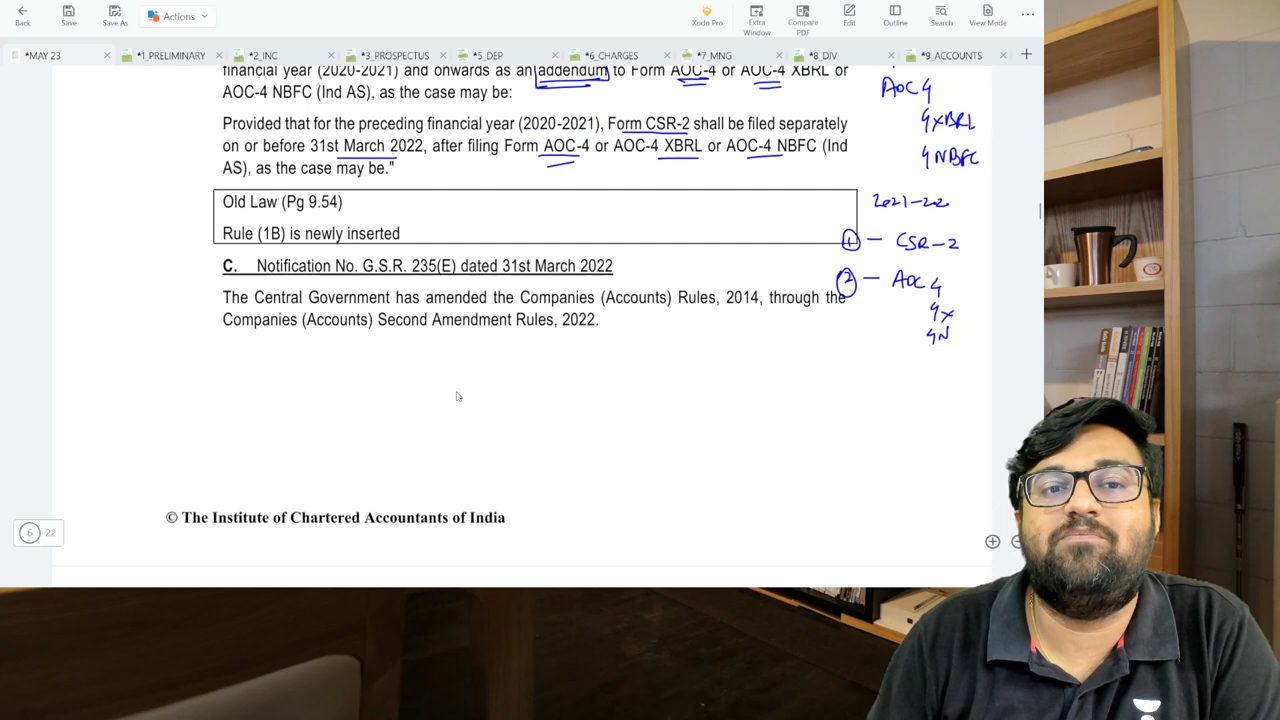 Back
Save
Save As
Actions
Xodo Pro
Extra Window
Compare PDF
Edit
Outline
Search
View Mode
*MAY 23
*1_PRELIMINARY
*2_INC
*3_PROSPECTUS
*5_DEP
*6_CHARGES
*7_MNG
*8_DIV
*9_ACCOUNTS
financial year (2020-2021) and onwards as an addendum to Form AOC-4 or AOC-4 XBRL or
AOC-4 NBFC (Ind AS), as the case may be:
Provided that for the preceding financial year (2020-2021), Form CSR-2 shall be filed separately
on or before 31st March 2022, after filing Form AOC-4 or AOC-4 XBRL or AOC-4 NBFC (Ind
AS), as the case may be."
Old Law (Pg 9.54)
Rule (1B) is newly inserted
C. Notification No. G.S.R. 235(E) dated 31st March 2022
The Central Government has amended the Companies (Accounts) Rules, 2014, through the
Companies (Accounts) Second Amendment Rules, 2022.
© The Institute of Chartered Accountants of India
6 22
AOC 4
4 XBRL
4 NBFC
2021-22
1 - CSR-2
2 - AOC 4
4X
4N